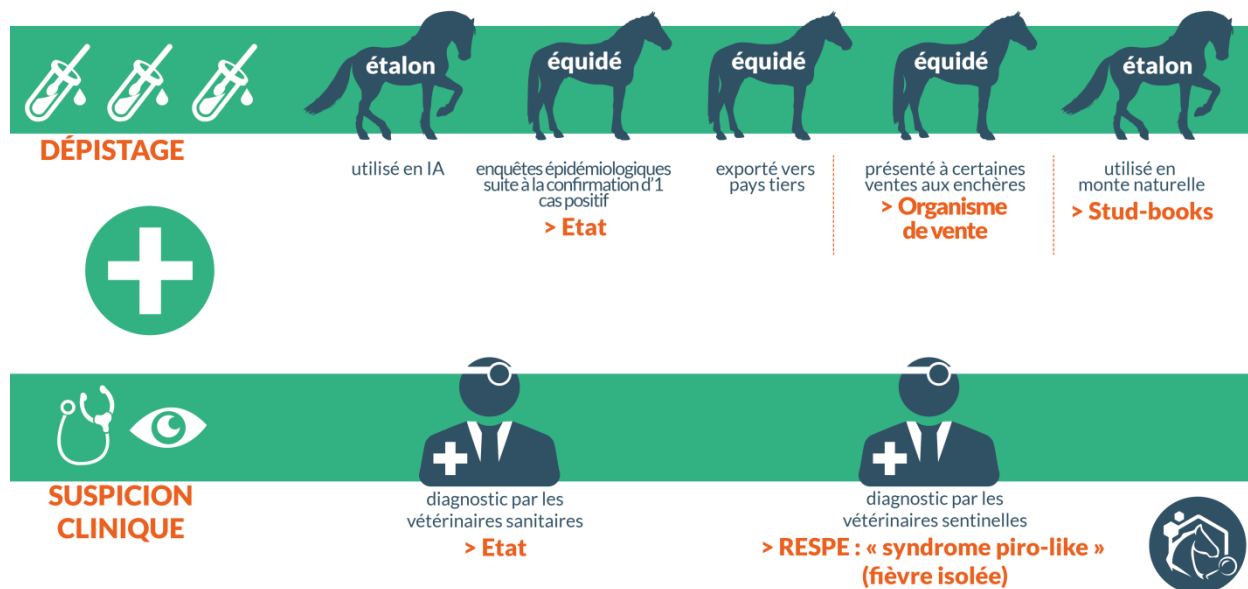 étalon
équidé
équidé
équidé
étalon
DÉPISTAGE
utilisé en IA
enquêtes épidémiologiques
suite à la confirmation d'1
cas positif
> Etat
exporté vers
pays tiers
présenté à certaines
ventes aux enchères
> Organisme
de vente
utilisé en
monte naturelle
> Stud-books
SUSPICION
CLINIQUE
diagnostic par les
vétérinaires sanitaires
> Etat
diagnostic par les
vétérinaires sentinelles
> RESPE : « syndrome piro-like »
(fièvre isolée)